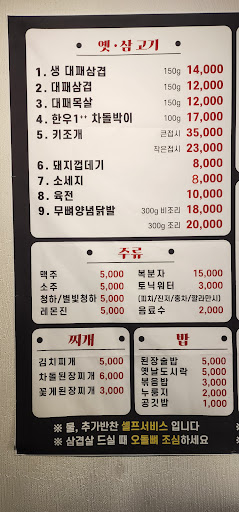 옛·삼고기
1. 생 대패삼겹 150g 14,000
2. 대패삼겹 150g 12,000
3. 대패목살 150g 12,000
4. 한우1++ 차돌박이 100g 17,000
5. 키조개 큰접시 35,000
작은접시 23,000
6. 돼지껍데기 8,000
7. 소세지 8,000
8. 육전 10,000
9. 무뼈양념닭발 300g 비조리 18,000
300g 조리 20,000
주류
맥주 5,000
소주 5,000
청하/별빛청하 5,000
레몬진 5,000
복분자 15,000
토닉워터 3,000
(피치/진저/홍차/깔라만시)
음료수 2,000
찌개
김치찌개 5,000
차돌된장찌개 6,000
꽃게된장찌개 3,000
밥
된장술밥 5,000
옛날도시락 5,000
볶음밥 3,000
누룽지 2,000
공깃밥 1,000
※ 물, 추가반찬 셀프서비스 입니다
※ 삼겹살 드실 때 오돌뼈 조심하세요